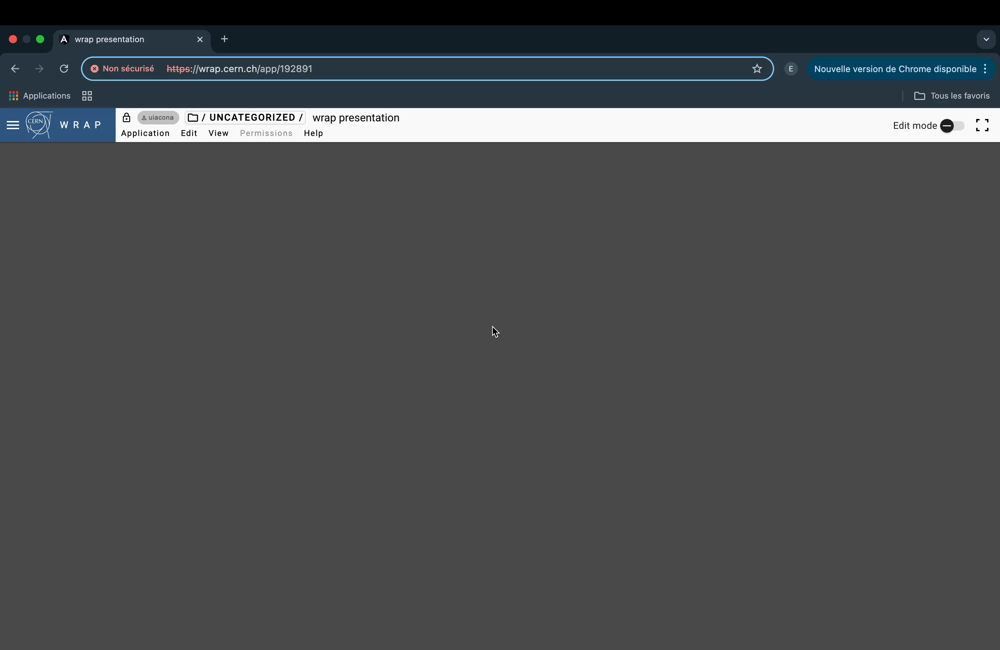 wrap presentation
Non sécurisé https://wrap.cern.ch/app/192891
E
Nouvelle version de Chrome disponible
Applications
Tous les favoris
CERN
WRAP
uiacona
/ UNCATEGORIZED / wrap presentation
Application Edit View Permissions Help
Edit mode